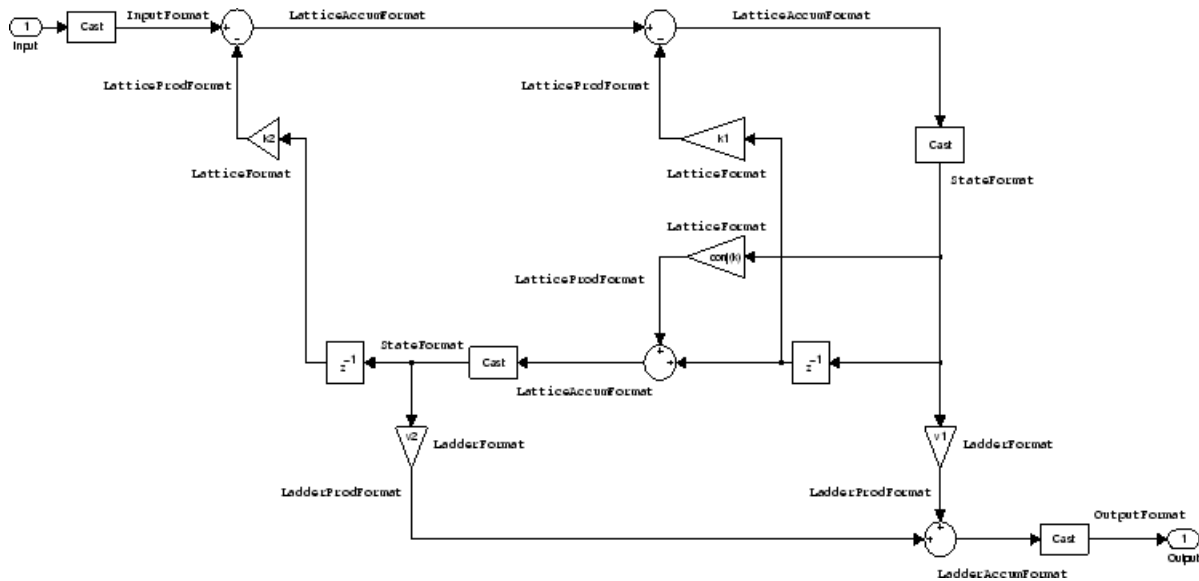 1
Input
Cast
InputFormat
+
−
LatticeAccumFormat
+
−
LatticeAccumFormat
LatticeProdFormat
LatticeProdFormat
k2
k1
Cast
LatticeFormat
LatticeFormat
StateFormat
LatticeFormat
conj(k)
LatticeProdFormat
z⁻¹
StateFormat
Cast
+
+
z⁻¹
LatticeAccumFormat
v2
LadderFormat
v1
LadderFormat
LadderProdFormat
LadderProdFormat
+
+
Cast
OutputFormat
1
Output
LadderAccumFormat